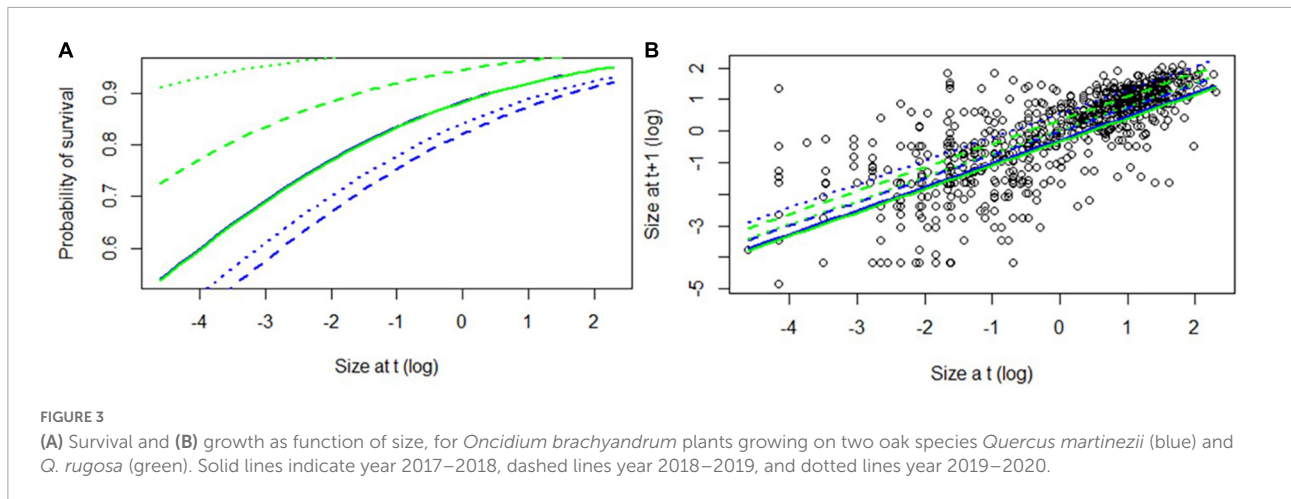 A
Probability of survival
0.9
0.8
0.7
0.6
-4 -3 -2 -1 0 1 2
Size at t (log)
B
Size at t+1 (log)
2
1
0
-1
-3
-5
-4 -3 -2 -1 0 1 2
Size a t (log)
FIGURE 3
(A) Survival and (B) growth as function of size, for Oncidium brachyandrum plants growing on two oak species Quercus martinezii (blue) and
Q. rugosa (green). Solid lines indicate year 2017–2018, dashed lines year 2018–2019, and dotted lines year 2019–2020.